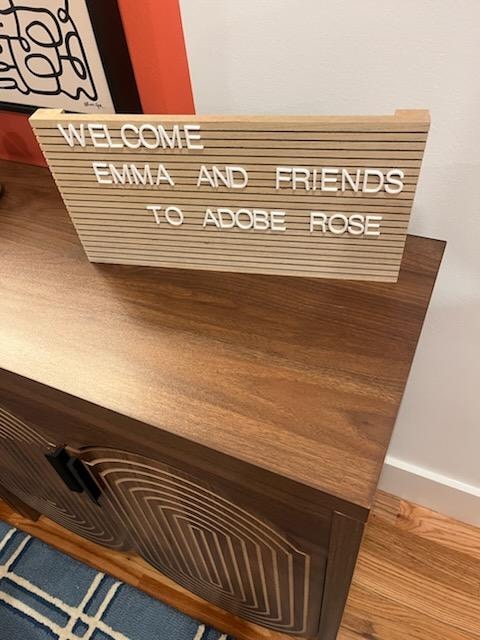 WELCOME
EMMA AND FRIENDS
TO ADOBE ROSE